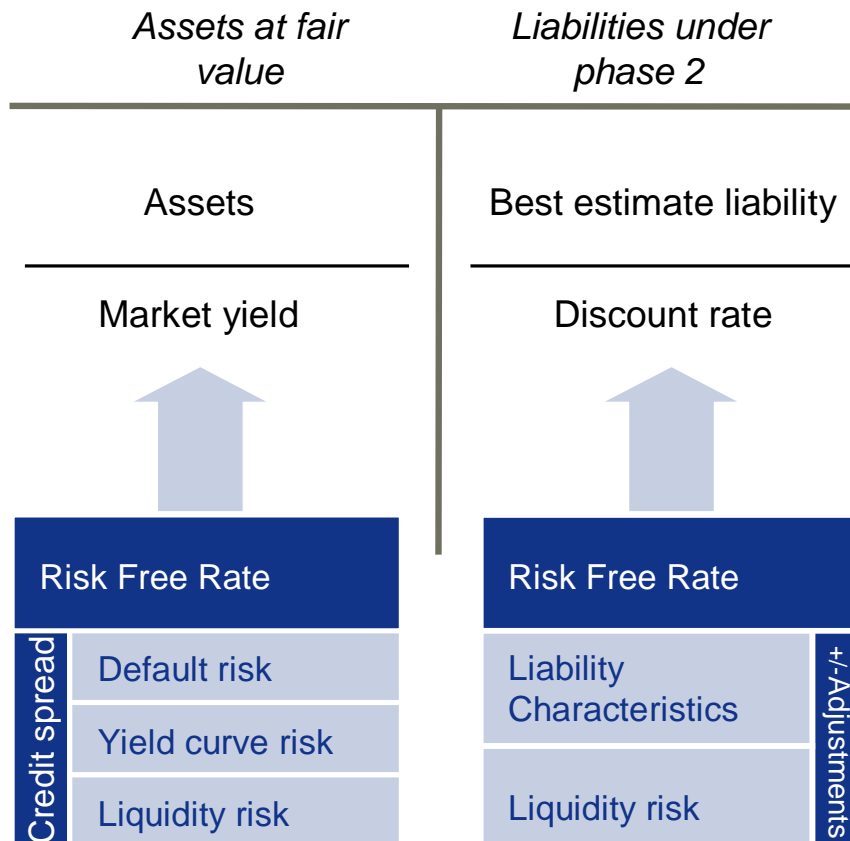 Assets at fair
value
Liabilities under
phase 2
Assets
Best estimate liability
Market yield
Discount rate
Risk Free Rate
Credit spread
Default risk
Yield curve risk
Liquidity risk
Risk Free Rate
Liability
Characteristics
Liquidity risk
+/-Adjustments